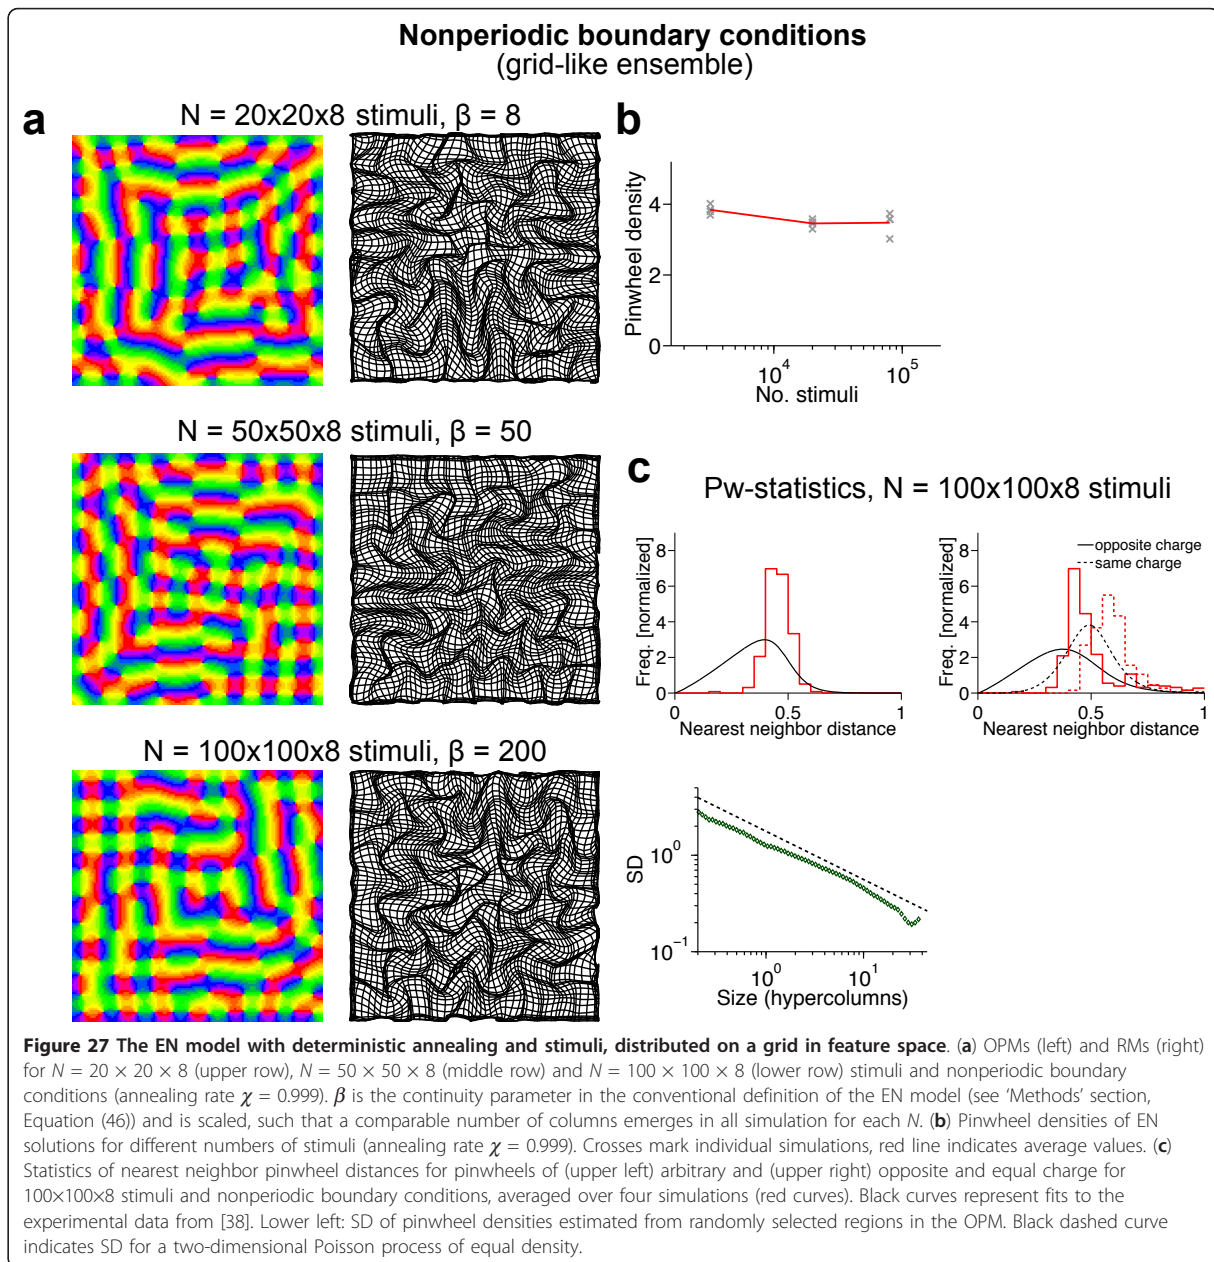 Nonperiodic boundary conditions
(grid-like ensemble)
a
N = 20x20x8 stimuli, β = 8
b
Pinwheel density
4
2
0
10^4
10^5
No. stimuli
N = 50x50x8 stimuli, β = 50
c
Pw-statistics, N = 100x100x8 stimuli
Freq. [normalized]
8
6
4
2
0
0
0.5
1
Nearest neighbor distance
opposite charge
same charge
Freq. [normalized]
8
6
4
2
0
0
0.5
1
Nearest neighbor distance
N = 100x100x8 stimuli, β = 200
SD
10^0
10^-1
10^0
10^1
Size (hypercolumns)
Figure 27 The EN model with deterministic annealing and stimuli, distributed on a grid in feature space. (a) OPMs (left) and RMs (right)
for N = 20 × 20 × 8 (upper row), N = 50 × 50 × 8 (middle row) and N = 100 × 100 × 8 (lower row) stimuli and nonperiodic boundary
conditions (annealing rate χ = 0.999). β is the continuity parameter in the conventional definition of the EN model (see 'Methods' section,
Equation (46)) and is scaled, such that a comparable number of columns emerges in all simulation for each N. (b) Pinwheel densities of EN
solutions for different numbers of stimuli (annealing rate χ = 0.999). Crosses mark individual simulations, red line indicates average values. (c)
Statistics of nearest neighbor pinwheel distances for pinwheels of (upper left) arbitrary and (upper right) opposite and equal charge for
100×100×8 stimuli and nonperiodic boundary conditions, averaged over four simulations (red curves). Black curves represent fits to the
experimental data from [38]. Lower left: SD of pinwheel densities estimated from randomly selected regions in the OPM. Black dashed curve
indicates SD for a two-dimensional Poisson process of equal density.